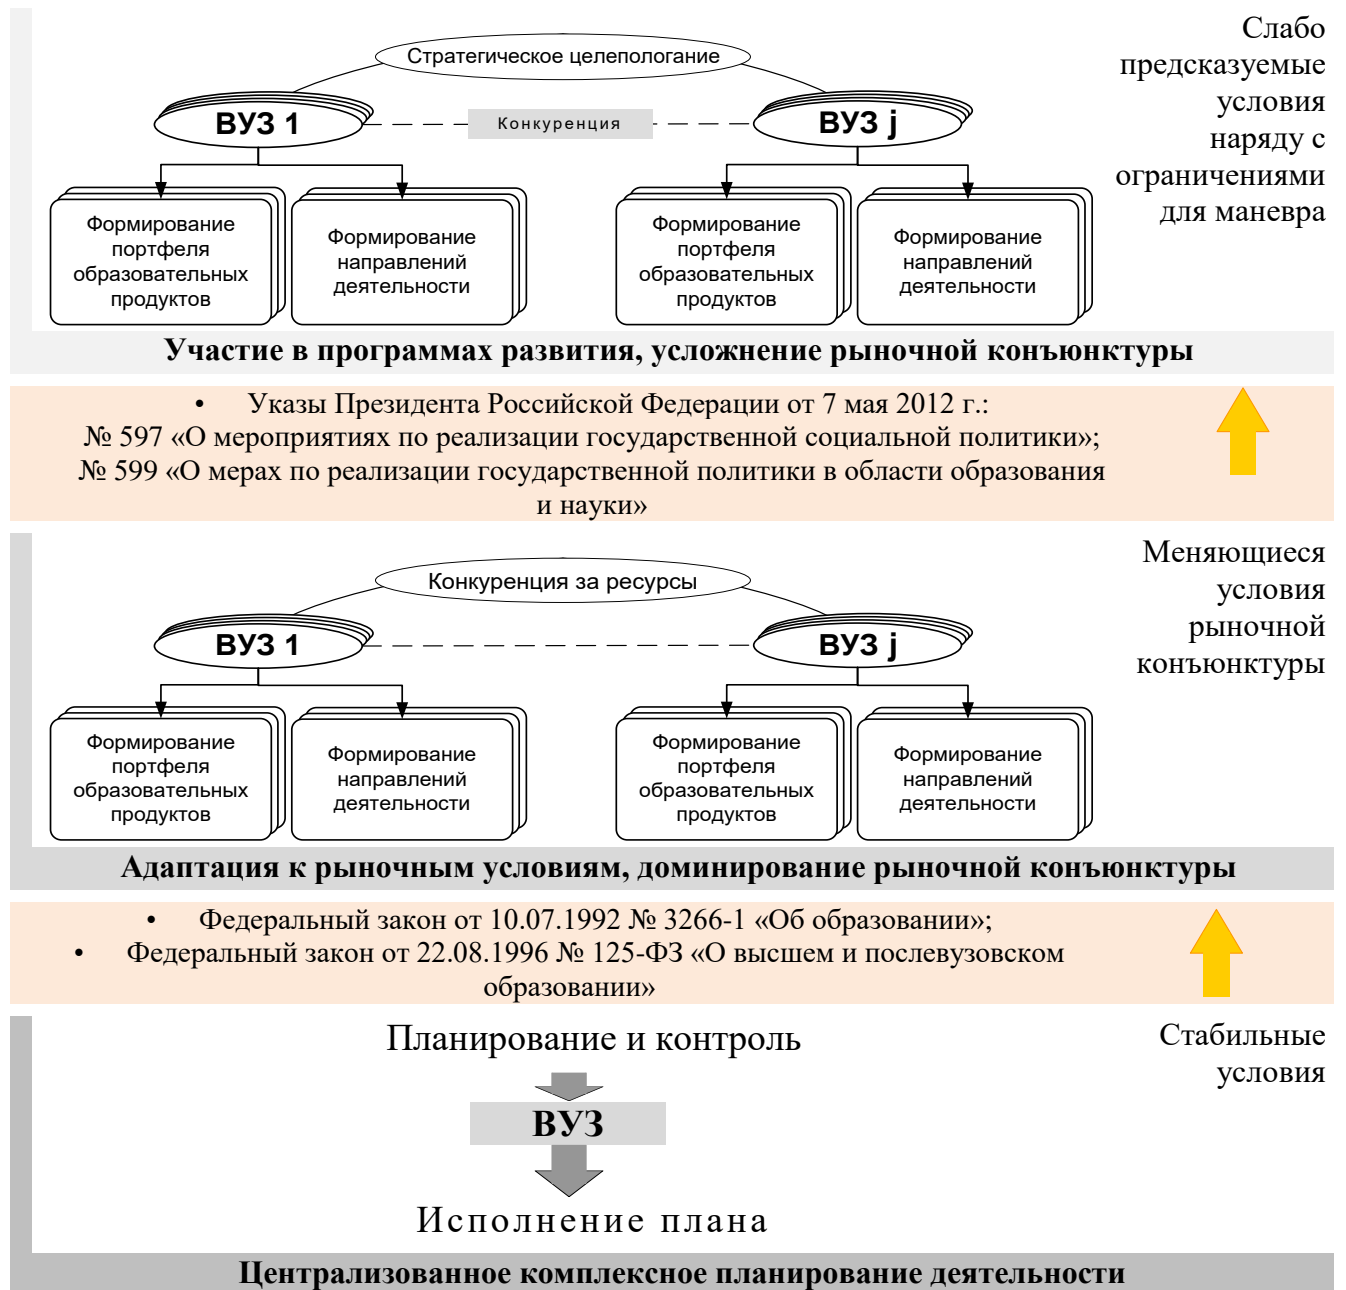 Слабо
предсказуемые
условия
наряду с
ограничениями
для маневра
Стратегическое целепологание
ВУЗ 1
Конкуренция
ВУЗ j
Формирование
портфеля
образовательных
продуктов
Формирование
направлений
деятельности
Формирование
портфеля
образовательных
продуктов
Формирование
направлений
деятельности
Участие в программах развития, усложнение рыночной конъюнктуры
• Указы Президента Российской Федерации от 7 мая 2012 г.:
№ 597 «О мероприятиях по реализации государственной социальной политики»;
№ 599 «О мерах по реализации государственной политики в области образования
и науки»
Меняющиеся
условия
рыночной
конъюнктуры
Конкуренция за ресурсы
ВУЗ 1
ВУЗ j
Формирование
портфеля
образовательных
продуктов
Формирование
направлений
деятельности
Формирование
портфеля
образовательных
продуктов
Формирование
направлений
деятельности
Адаптация к рыночным условиям, доминирование рыночной конъюнктуры
• Федеральный закон от 10.07.1992 № 3266-1 «Об образовании»;
• Федеральный закон от 22.08.1996 № 125-ФЗ «О высшем и послевузовском
образовании»
Стабильные
условия
Планирование и контроль
ВУЗ
Исполнение плана
Централизованное комплексное планирование деятельности